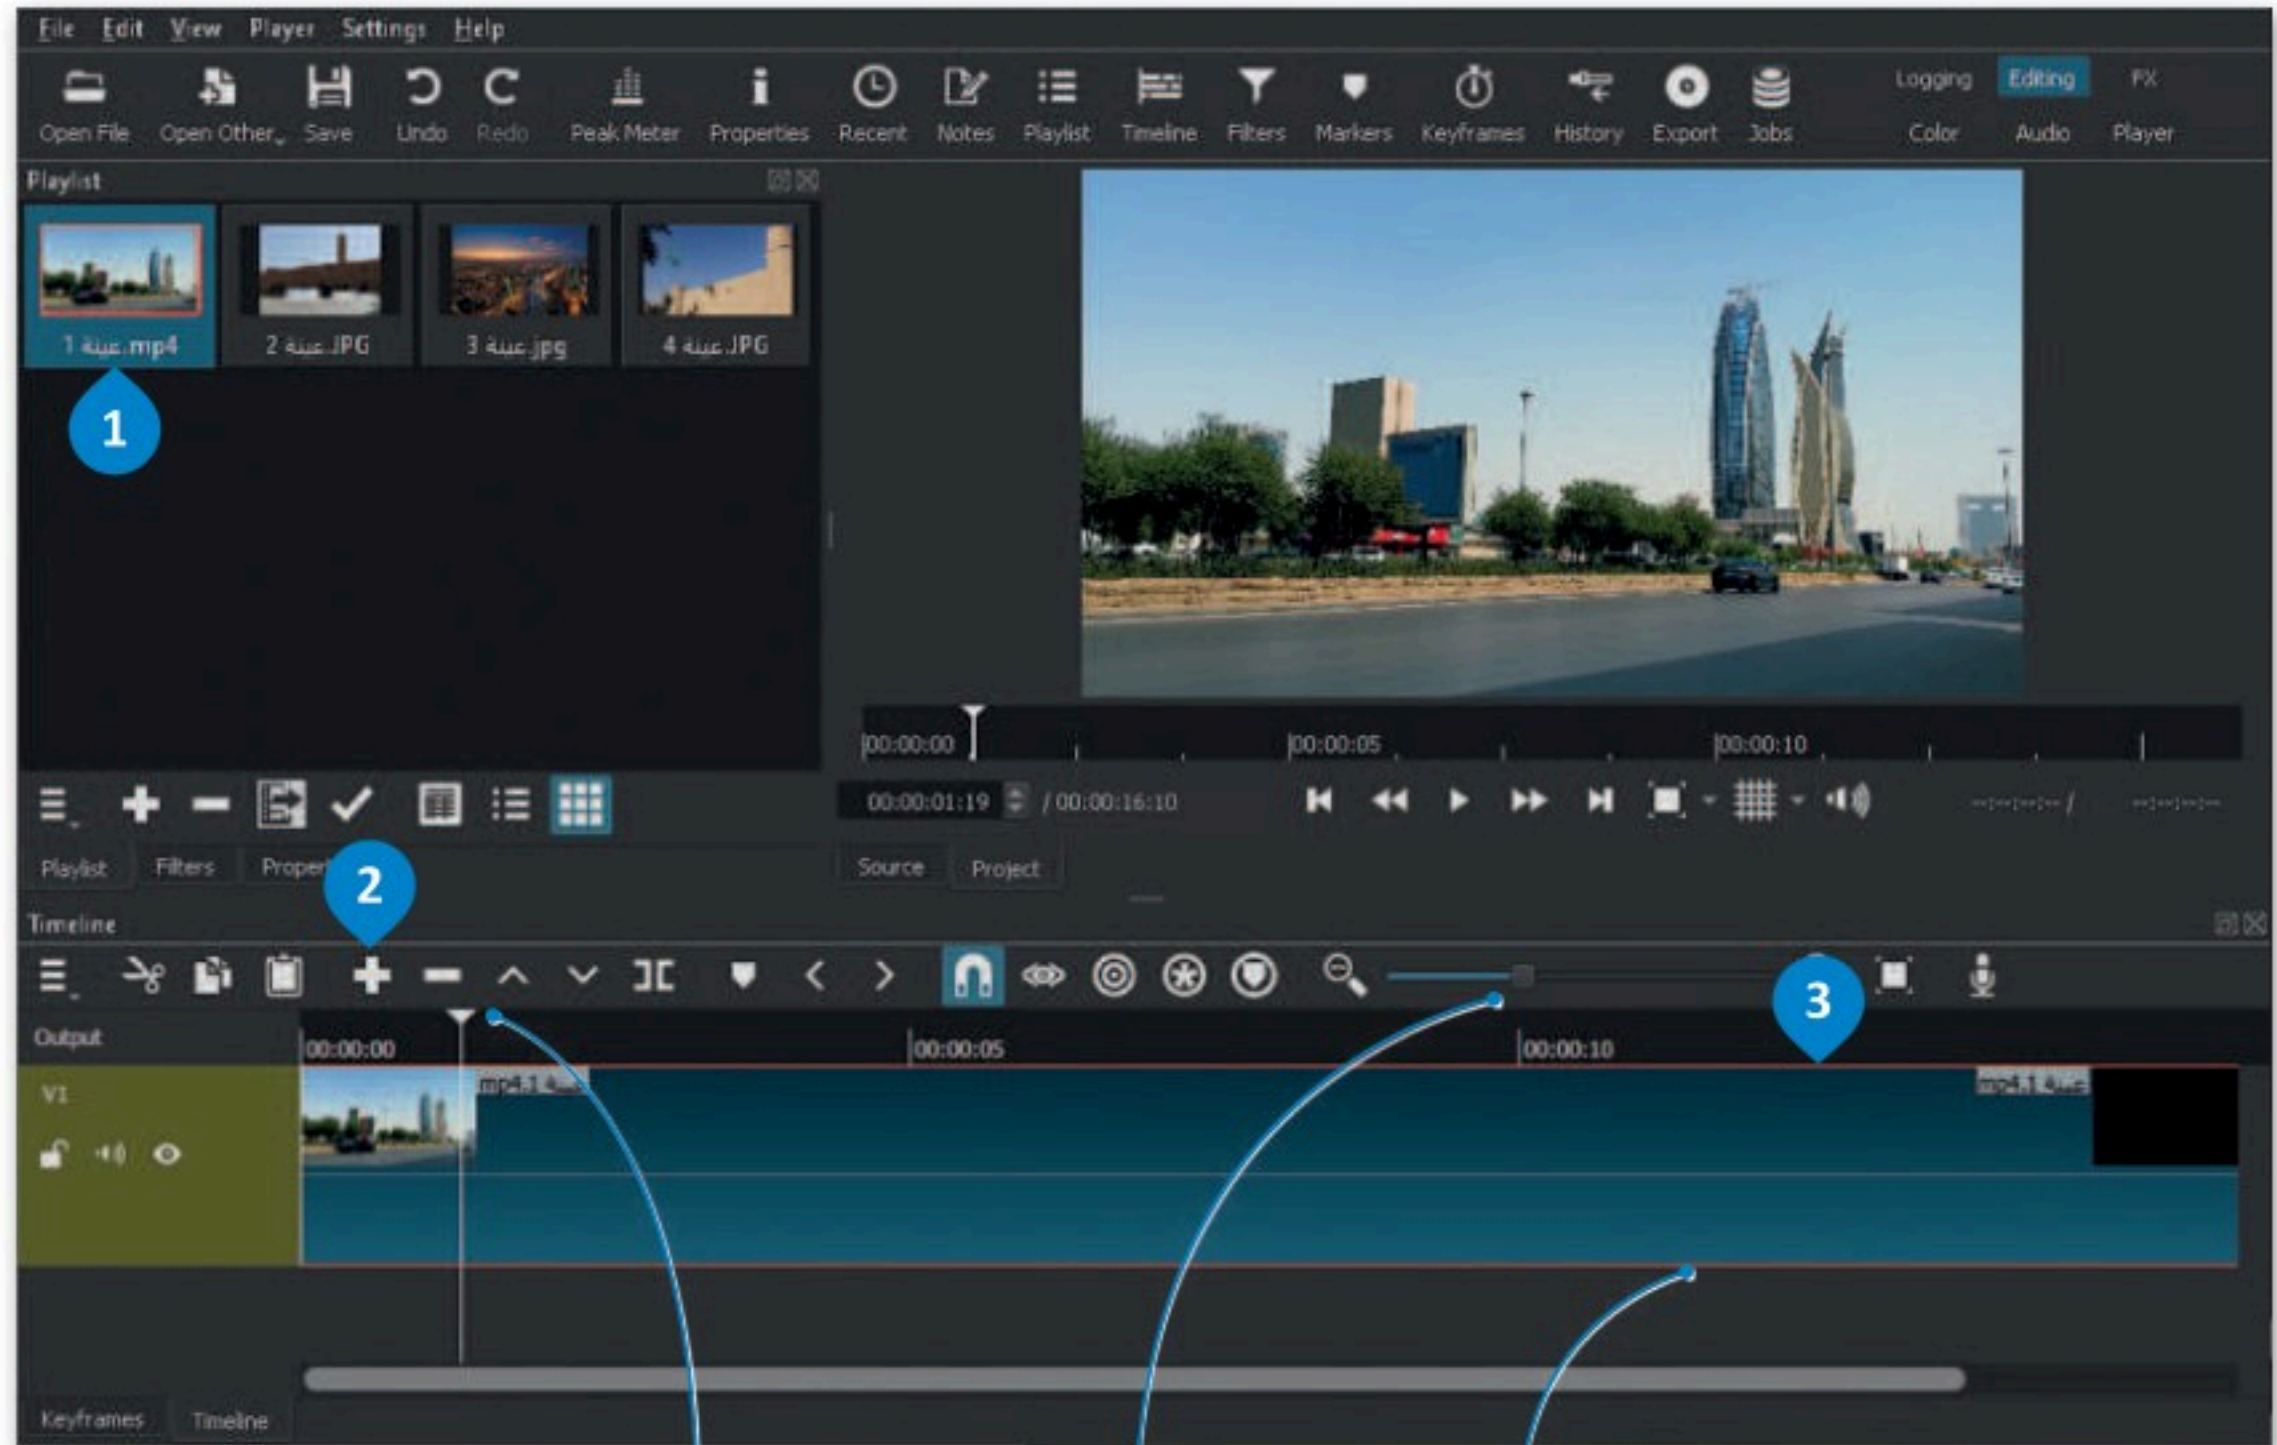 File Edit View Player Settings Help
Open File Open Other Save Undo Redo Peak Meter Properties Recent Notes Playlist Timeline Filters Markers Keyframes History Export Jobs
Logging Editing FX
Color Audio Player
Playlist
عينة 1.mp4 عينة 2.JPG عينة 3.jpg عينة 4.JPG
1
00:00:00 00:00:05 00:00:10
00:00:01:19 / 00:00:16:10 --:--:--:-- / --:--:--:--
Playlist Filters Proper
2
Source Project
Timeline
3
Output 00:00:00 00:00:05 00:00:10
V1
mp4.1 mp4.1
Keyframes Timeline